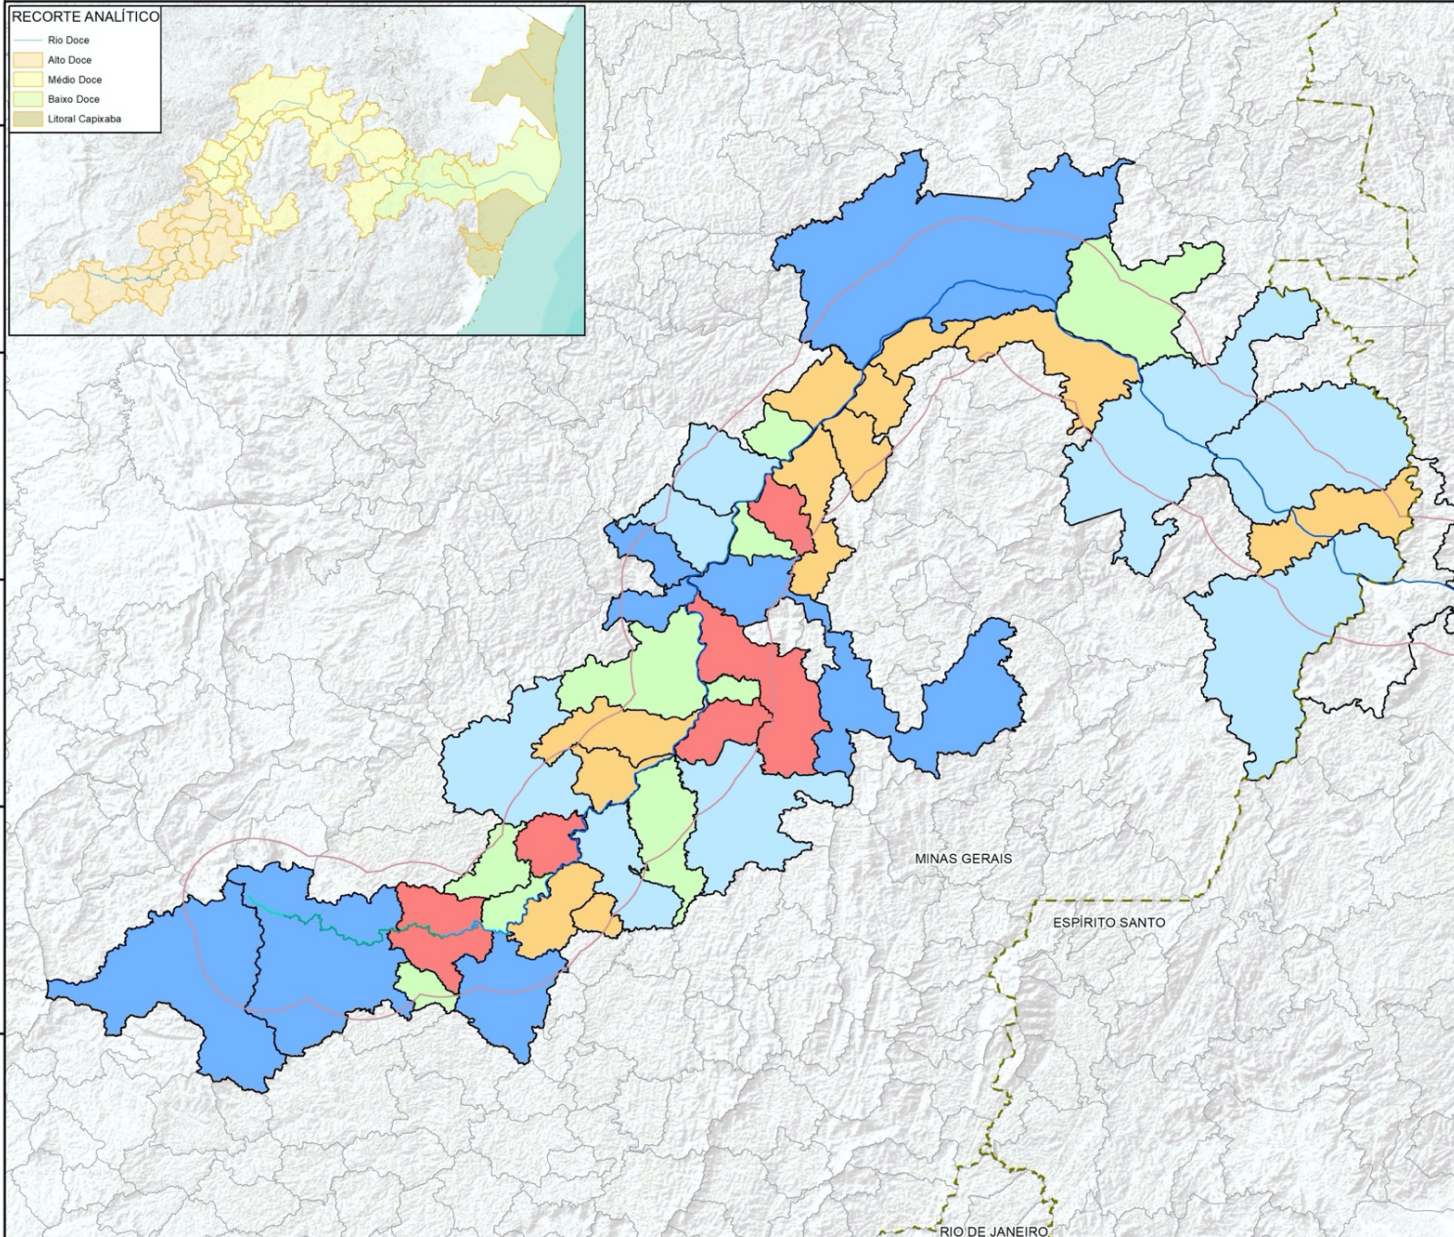 RECORTE ANALÍTICO
Rio Doce
Alto Doce
Médio Doce
Baixo Doce
Litoral Capixaba
MINAS GERAIS
ESPÍRITO SANTO
RIO DE JANEIRO